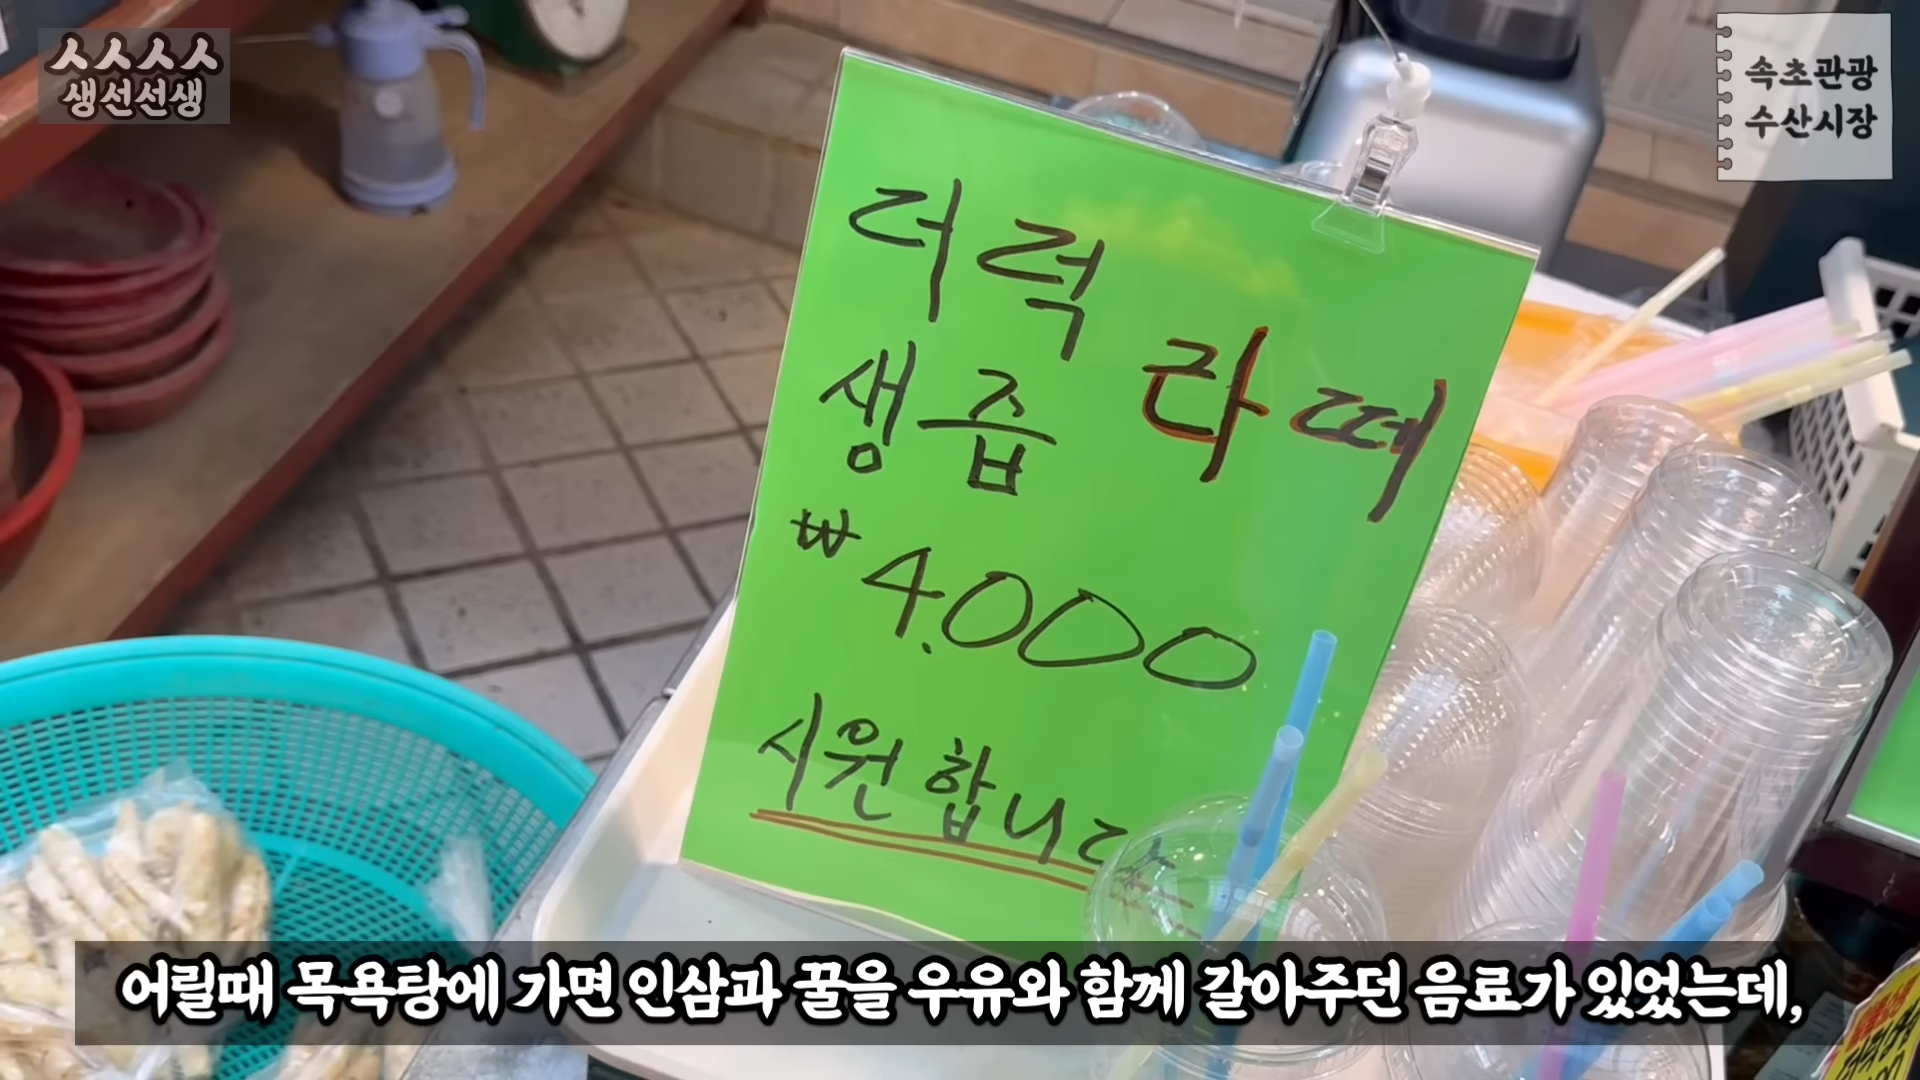 ㅅㅅㅅㅅ
생선선생
속초관광
수산시장
더덕
생즙 라떼
₩4.000
시원합니다
어릴때 목욕탕에 가면 인삼과 꿀을 우유와 함께 갈아주던 음료가 있었는데,